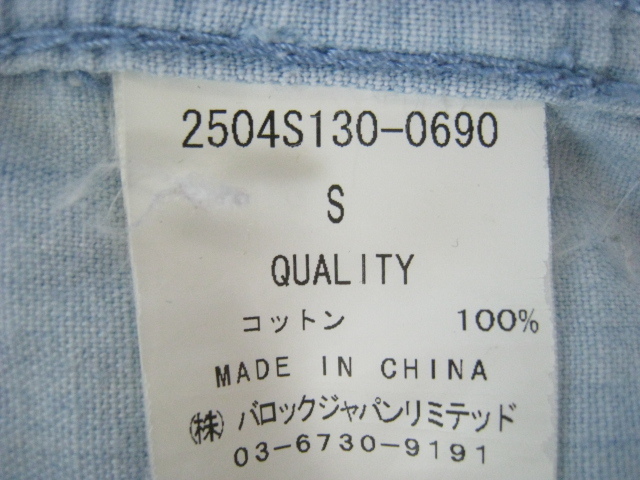 2504S130-0690
S
QUALITY
コットン 100%
MADE IN CHINA
㈱バロックジャパンリミテッド
03-6730-9191